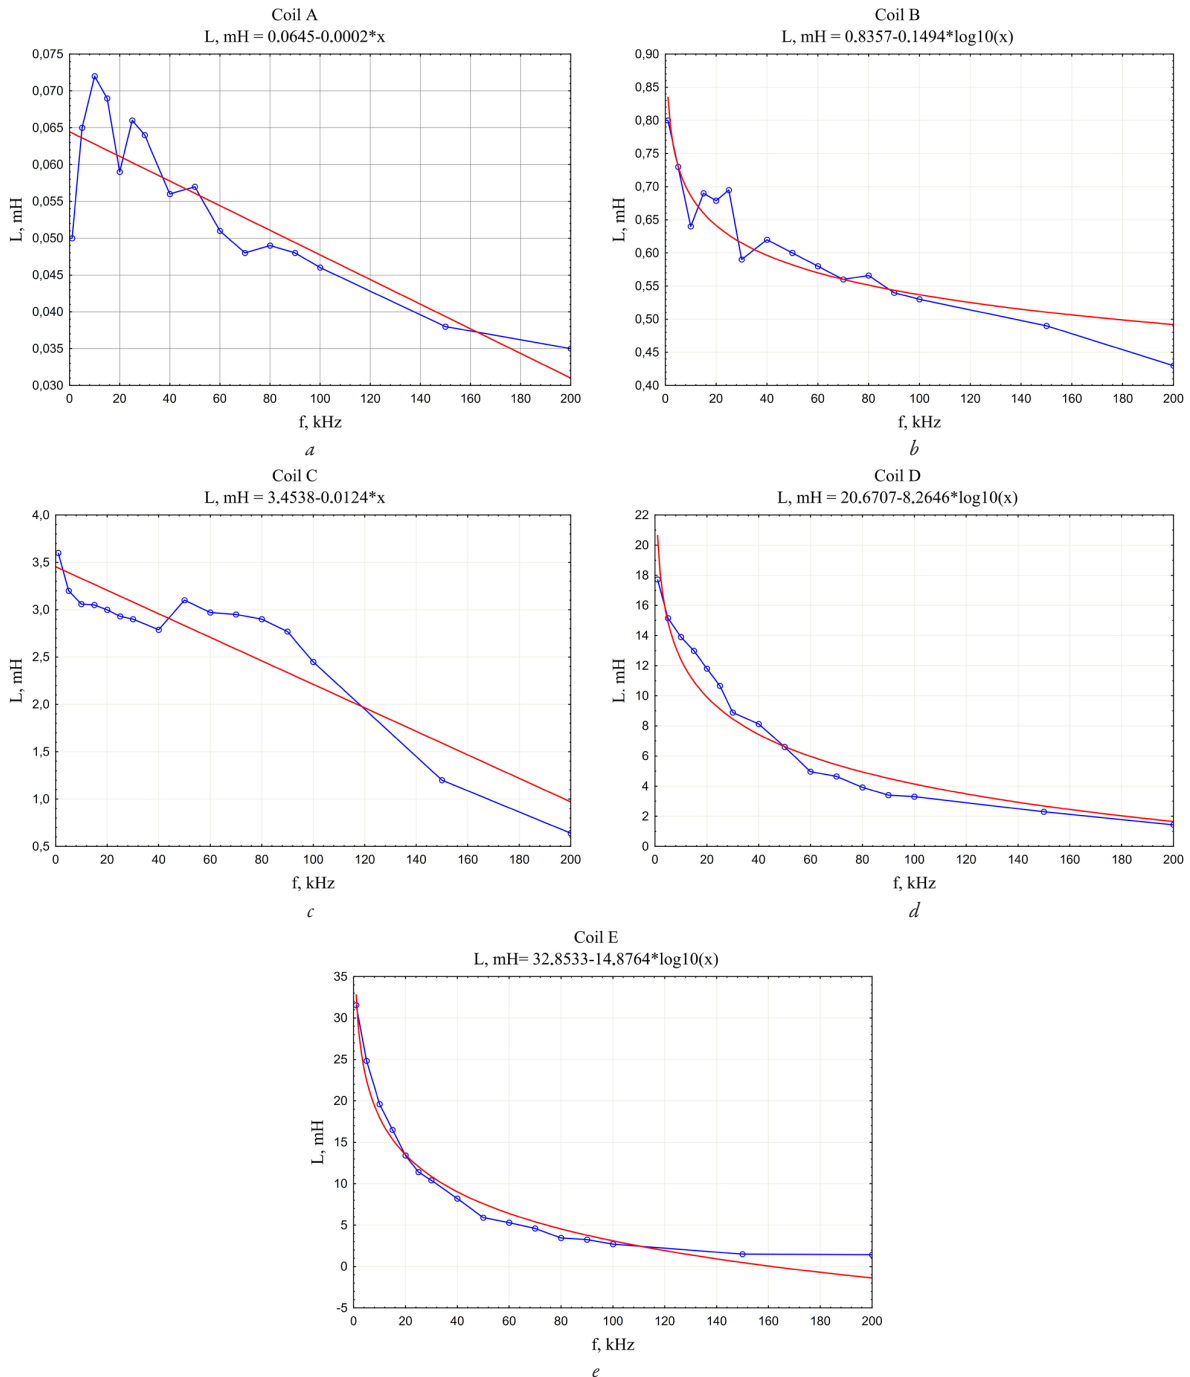 Coil A
L, mH = 0.0645-0.0002*x
0,075
0,070
0,065
0,060
0,055
0,050
0,045
0,040
0,035
0,030
L, mH
0 20 40 60 80 100 120 140 160 180 200
f, kHz
a
Coil B
L, mH = 0.8357-0.1494*log10(x)
0,90
0,85
0,80
0,75
0,70
0,65
0,60
0,55
0,50
0,45
0,40
L, mH
0 20 40 60 80 100 120 140 160 180 200
f, kHz
b
Coil C
L, mH = 3.4538-0.0124*x
4,0
3,5
3,0
2,5
2,0
1,5
1,0
0,5
L, mH
0 20 40 60 80 100 120 140 160 180 200
f, kHz
c
Coil D
L, mH = 20.6707-8.2646*log10(x)
22
20
18
16
14
12
10
8
6
4
2
0
L. mH
0 20 40 60 80 100 120 140 160 180 200
f, kHz
d
Coil E
L, mH= 32.8533-14.8764*log10(x)
35
30
25
20
15
10
5
0
-5
L, mH
0 20 40 60 80 100 120 140 160 180 200
f, kHz
e